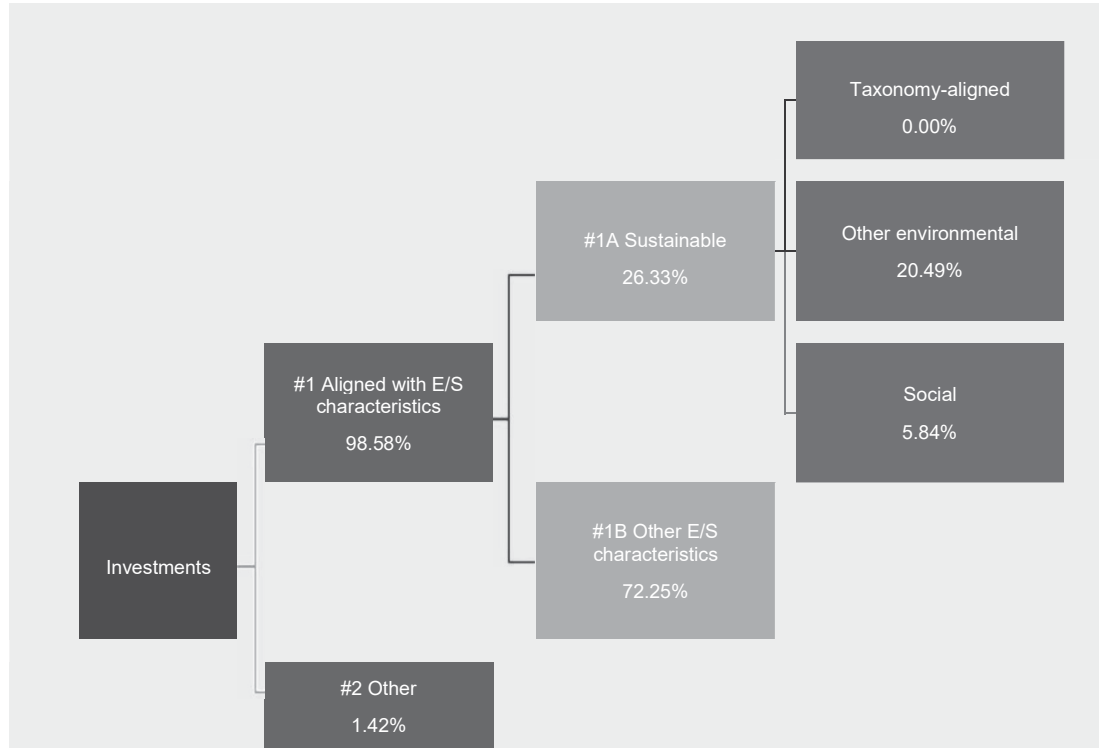 Taxonomy-aligned
0.00%
#1A Sustainable
26.33%
Other environmental
20.49%
#1 Aligned with E/S
characteristics
98.58%
Social
5.84%
Investments
#1B Other E/S
characteristics
72.25%
#2 Other
1.42%